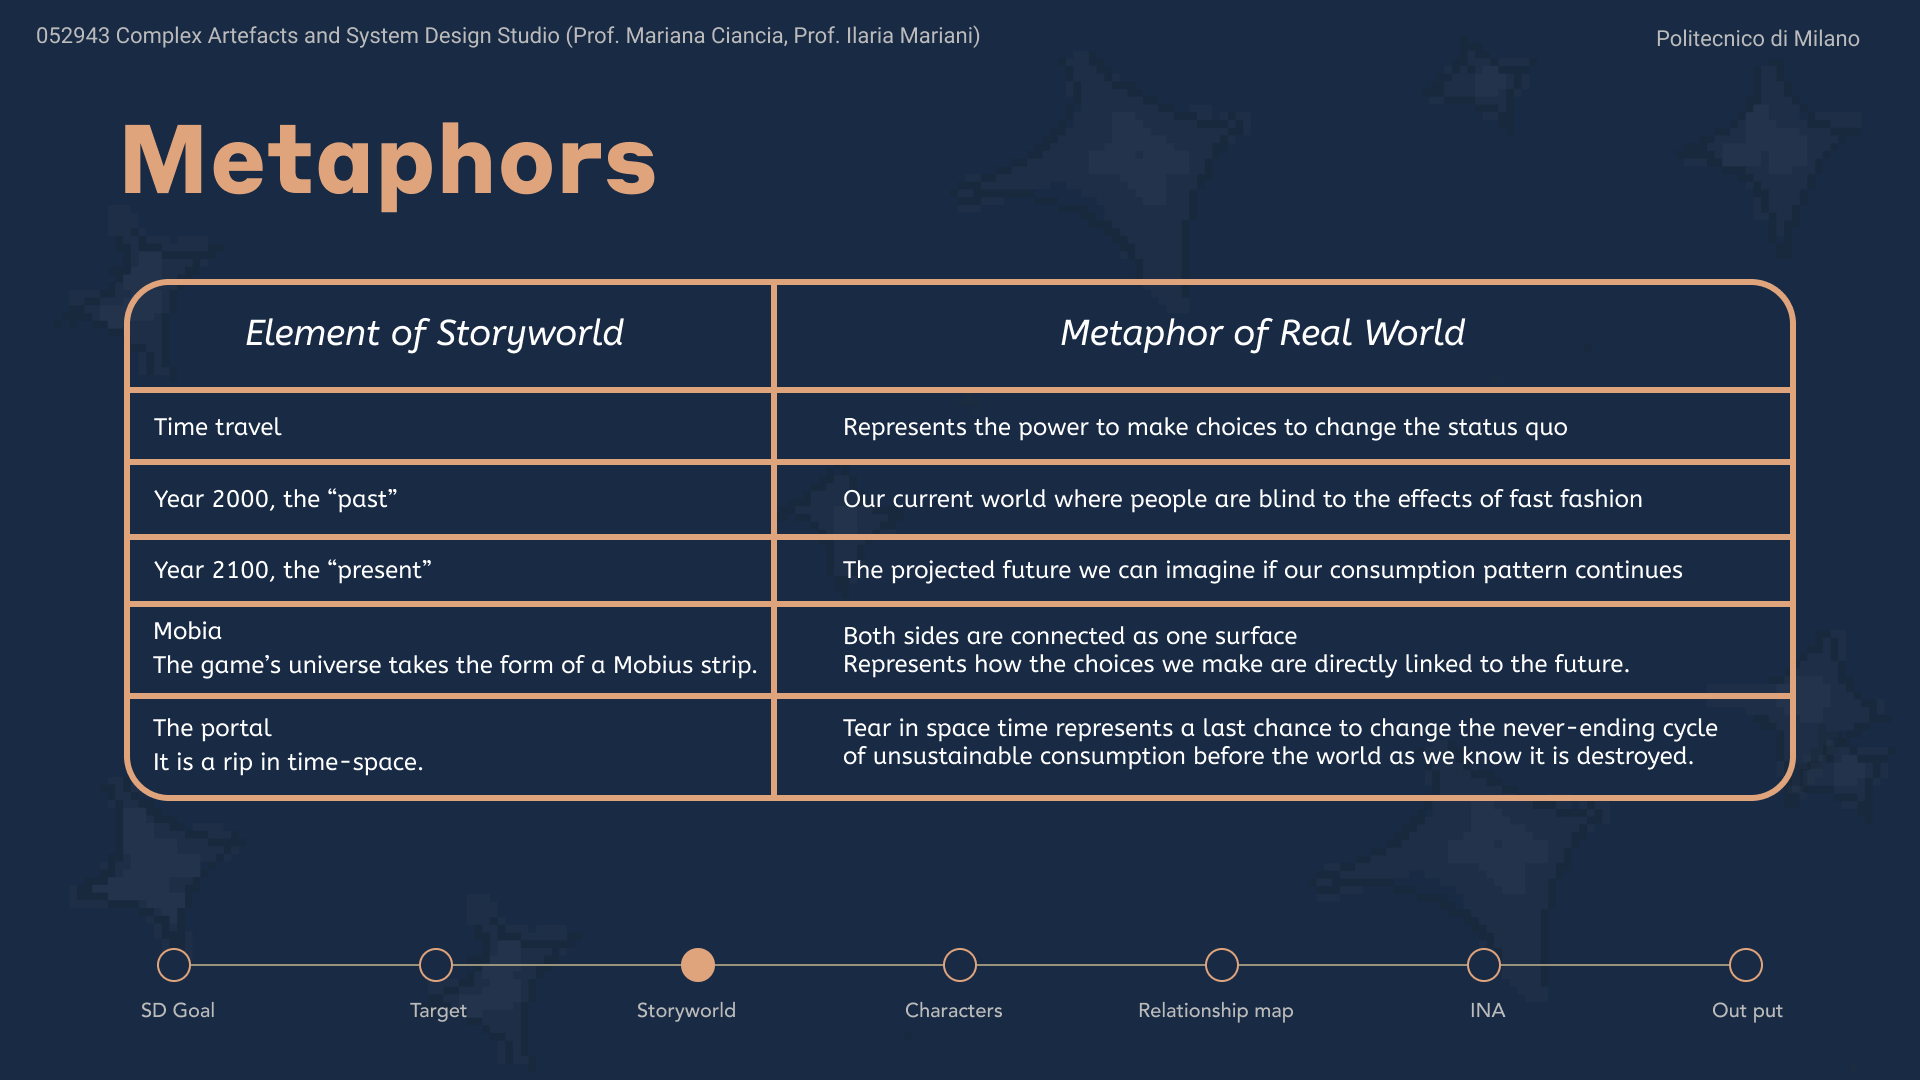 052943 Complex Artefacts and System Design Studio (Prof. Mariana Ciancia, Prof. Ilaria Mariani)
Politecnico di Milano
Metaphors
Element of Storyworld
Metaphor of Real World
Time travel
Represents the power to make choices to change the status quo
Year 2000, the “past”
Our current world where people are blind to the effects of fast fashion
Year 2100, the “present”
The projected future we can imagine if our consumption pattern continues
Mobia
The game’s universe takes the form of a Mobius strip.
Both sides are connected as one surface
Represents how the choices we make are directly linked to the future.
The portal
It is a rip in time-space.
Tear in space time represents a last chance to change the never-ending cycle
of unsustainable consumption before the world as we know it is destroyed.
SD Goal
Target
Storyworld
Characters
Relationship map
INA
Out put